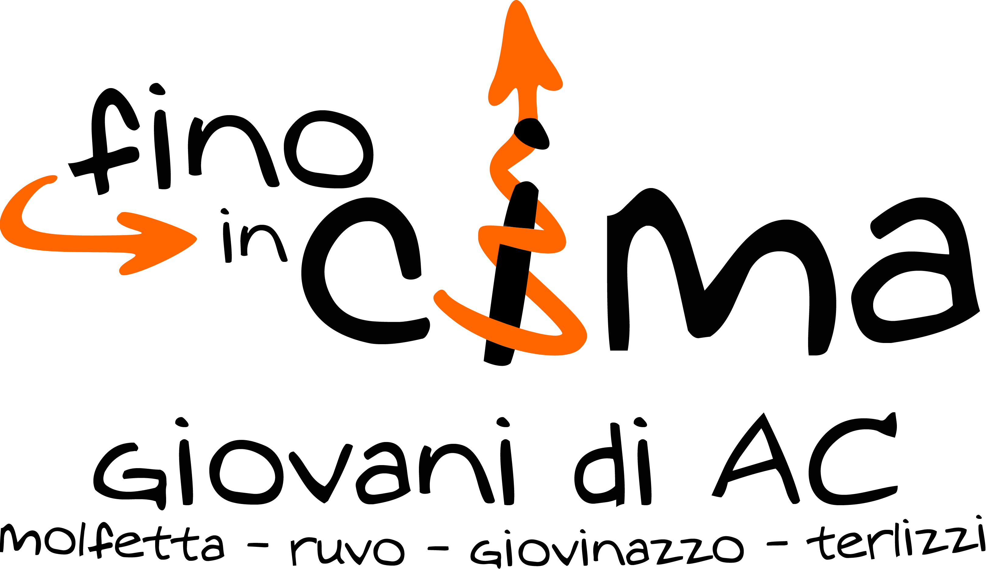 fino
in cima
Giovani di AC
molfetta - ruvo - Giovinazzo - terlizzi